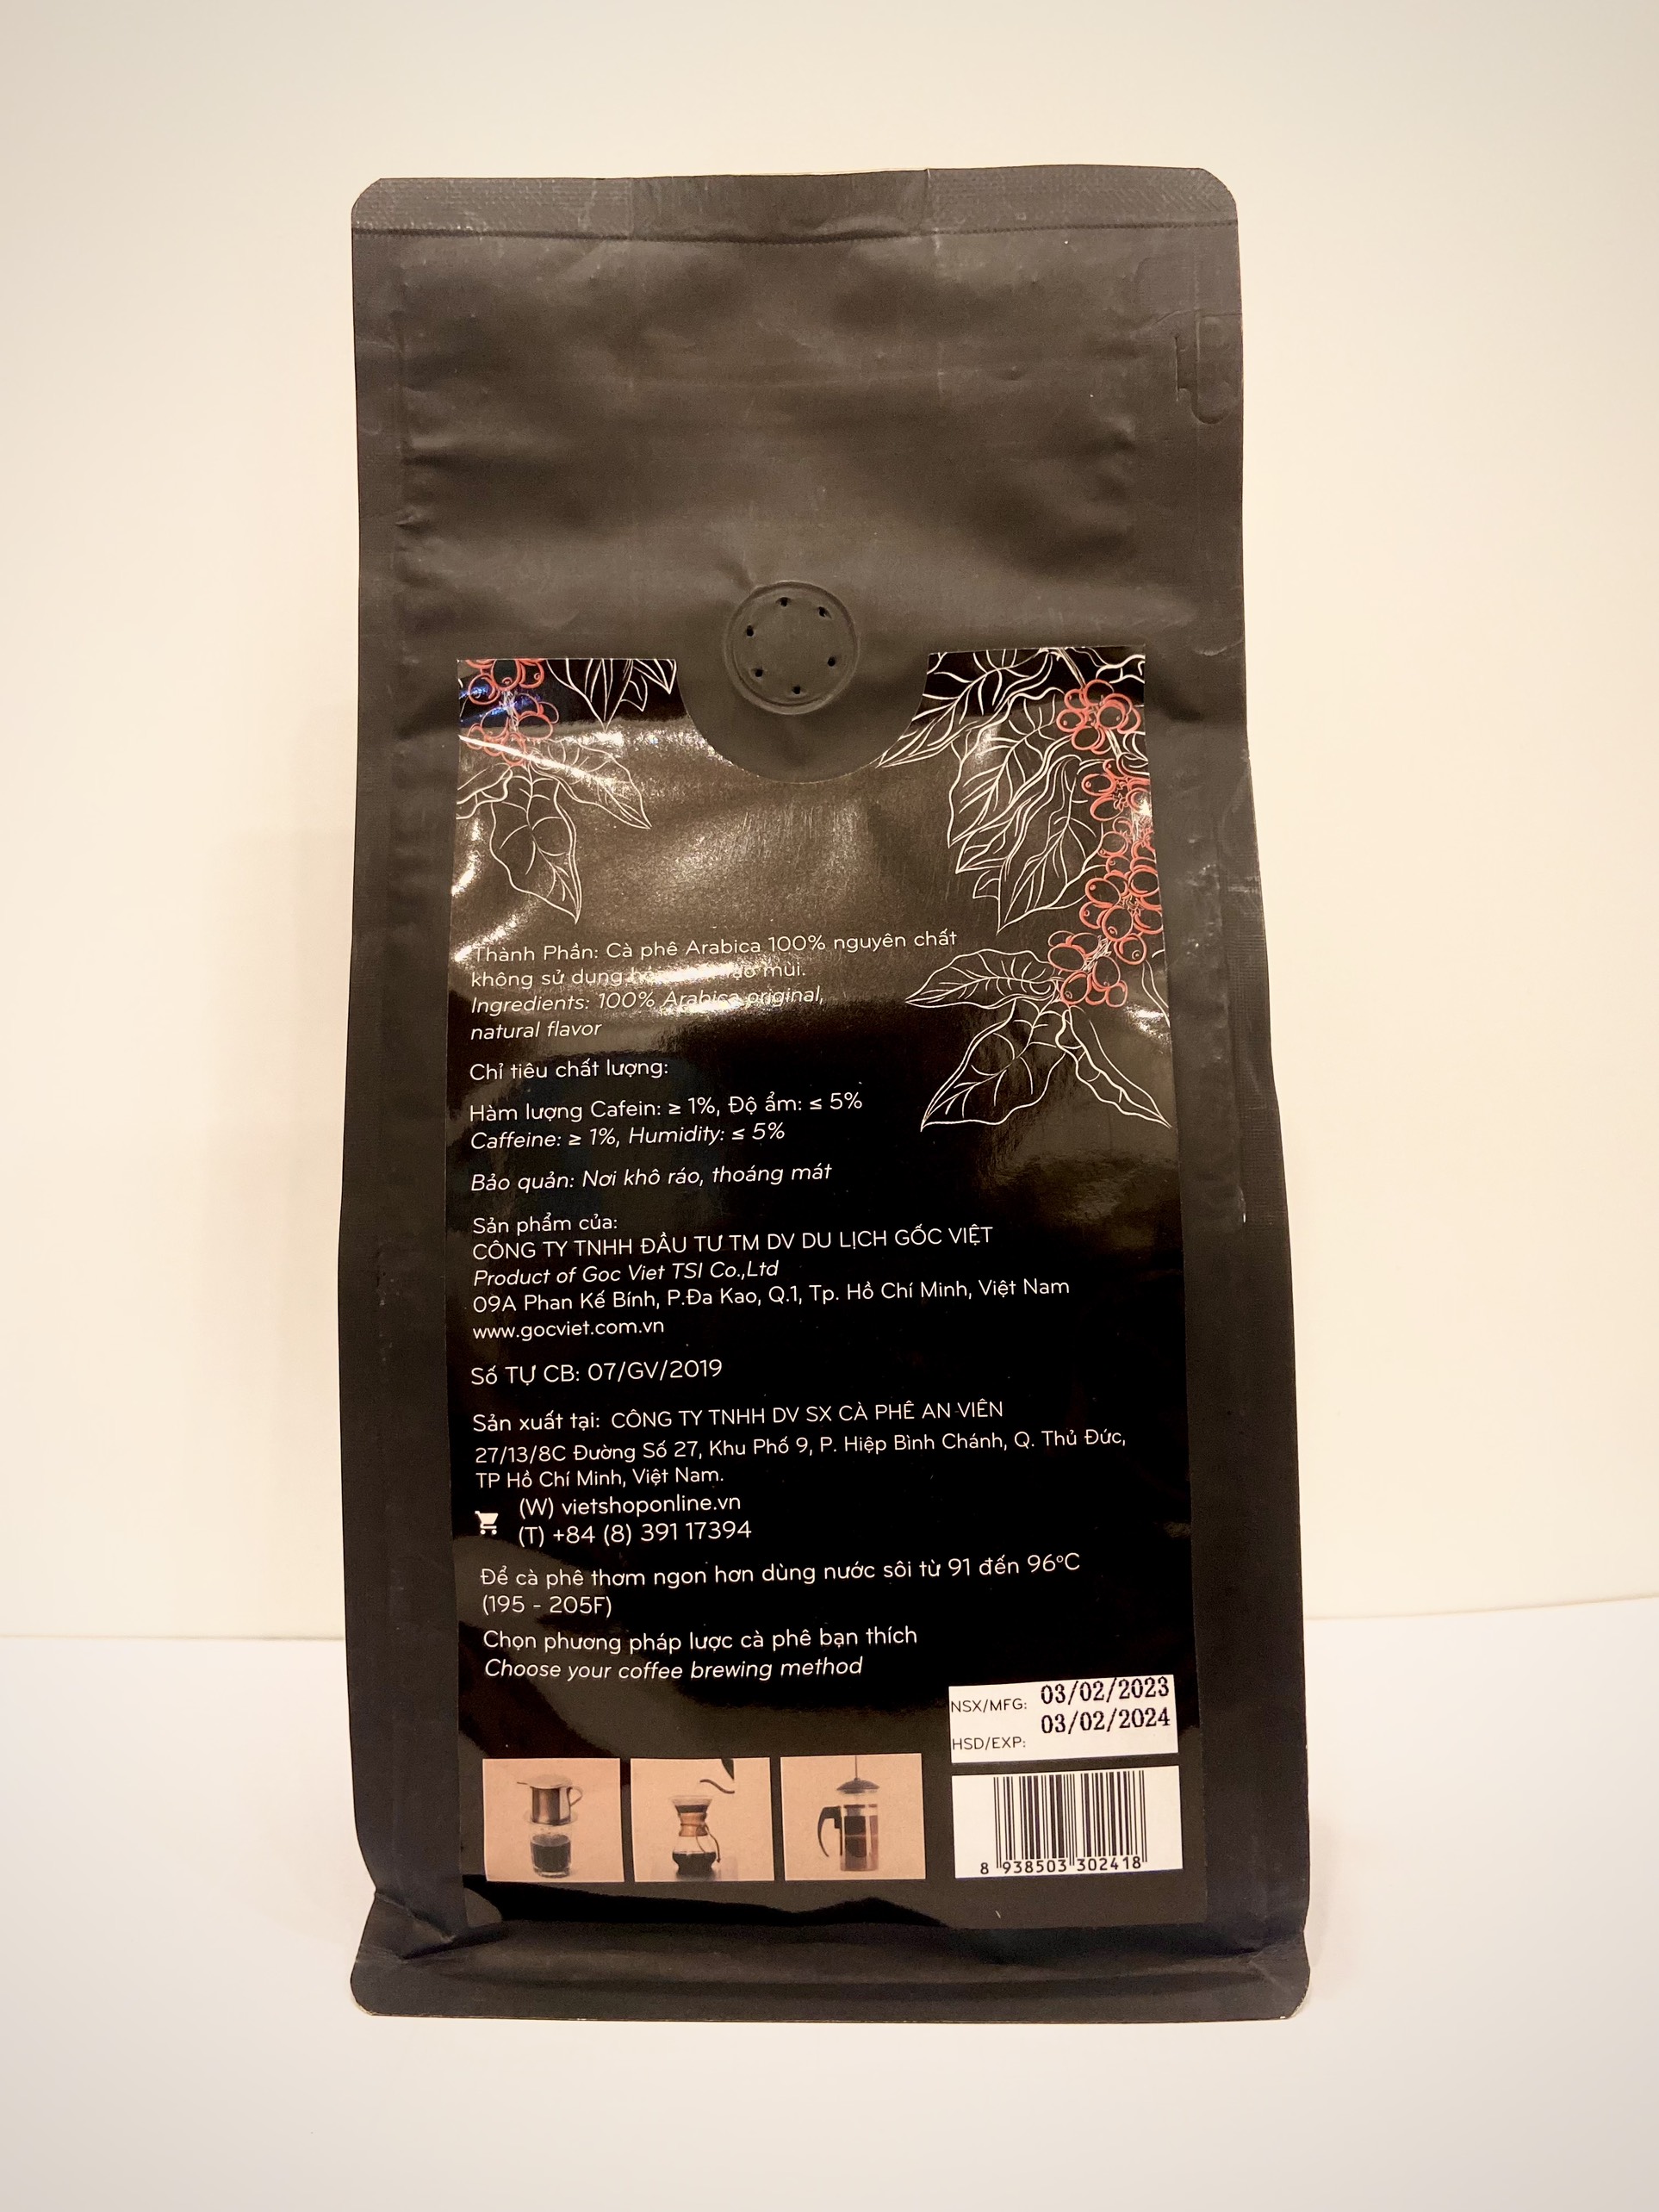 Thành Phần: Cà phê Arabica 100% nguyên chất
không sử dụng tạo mùi.
Ingredients: 100% Arabica original,
natural flavor
Chỉ tiêu chất lượng:
Hàm lượng Cafein: ≥ 1%, Độ ẩm: ≤ 5%
Caffeine: ≥ 1%, Humidity: ≤ 5%
Bảo quản: Nơi khô ráo, thoáng mát
Sản phẩm của:
CÔNG TY TNHH ĐẦU TƯ TM DV DU LỊCH GỐC VIỆT
Product of Goc Viet TSI Co.,Ltd
09A Phan Kế Bính, P.Đa Kao, Q.1, Tp. Hồ Chí Minh, Việt Nam
www.gocviet.com.vn
Số TỰ CB: 07/GV/2019
Sản xuất tại: CÔNG TY TNHH DV SX CÀ PHÊ AN VIÊN
27/13/8C Đường Số 27, Khu Phố 9, P. Hiệp Bình Chánh, Q. Thủ Đức,
TP Hồ Chí Minh, Việt Nam.
(W) vietshoponline.vn
(T) +84 (8) 391 17394
Để cà phê thơm ngon hơn dùng nước sôi từ 91 đến 96ºC
(195 - 205F)
Chọn phương pháp lược cà phê bạn thích
Choose your coffee brewing method
NSX/MFG: 03/02/2023
03/02/2024
HSD/EXP:
8 938503 302418